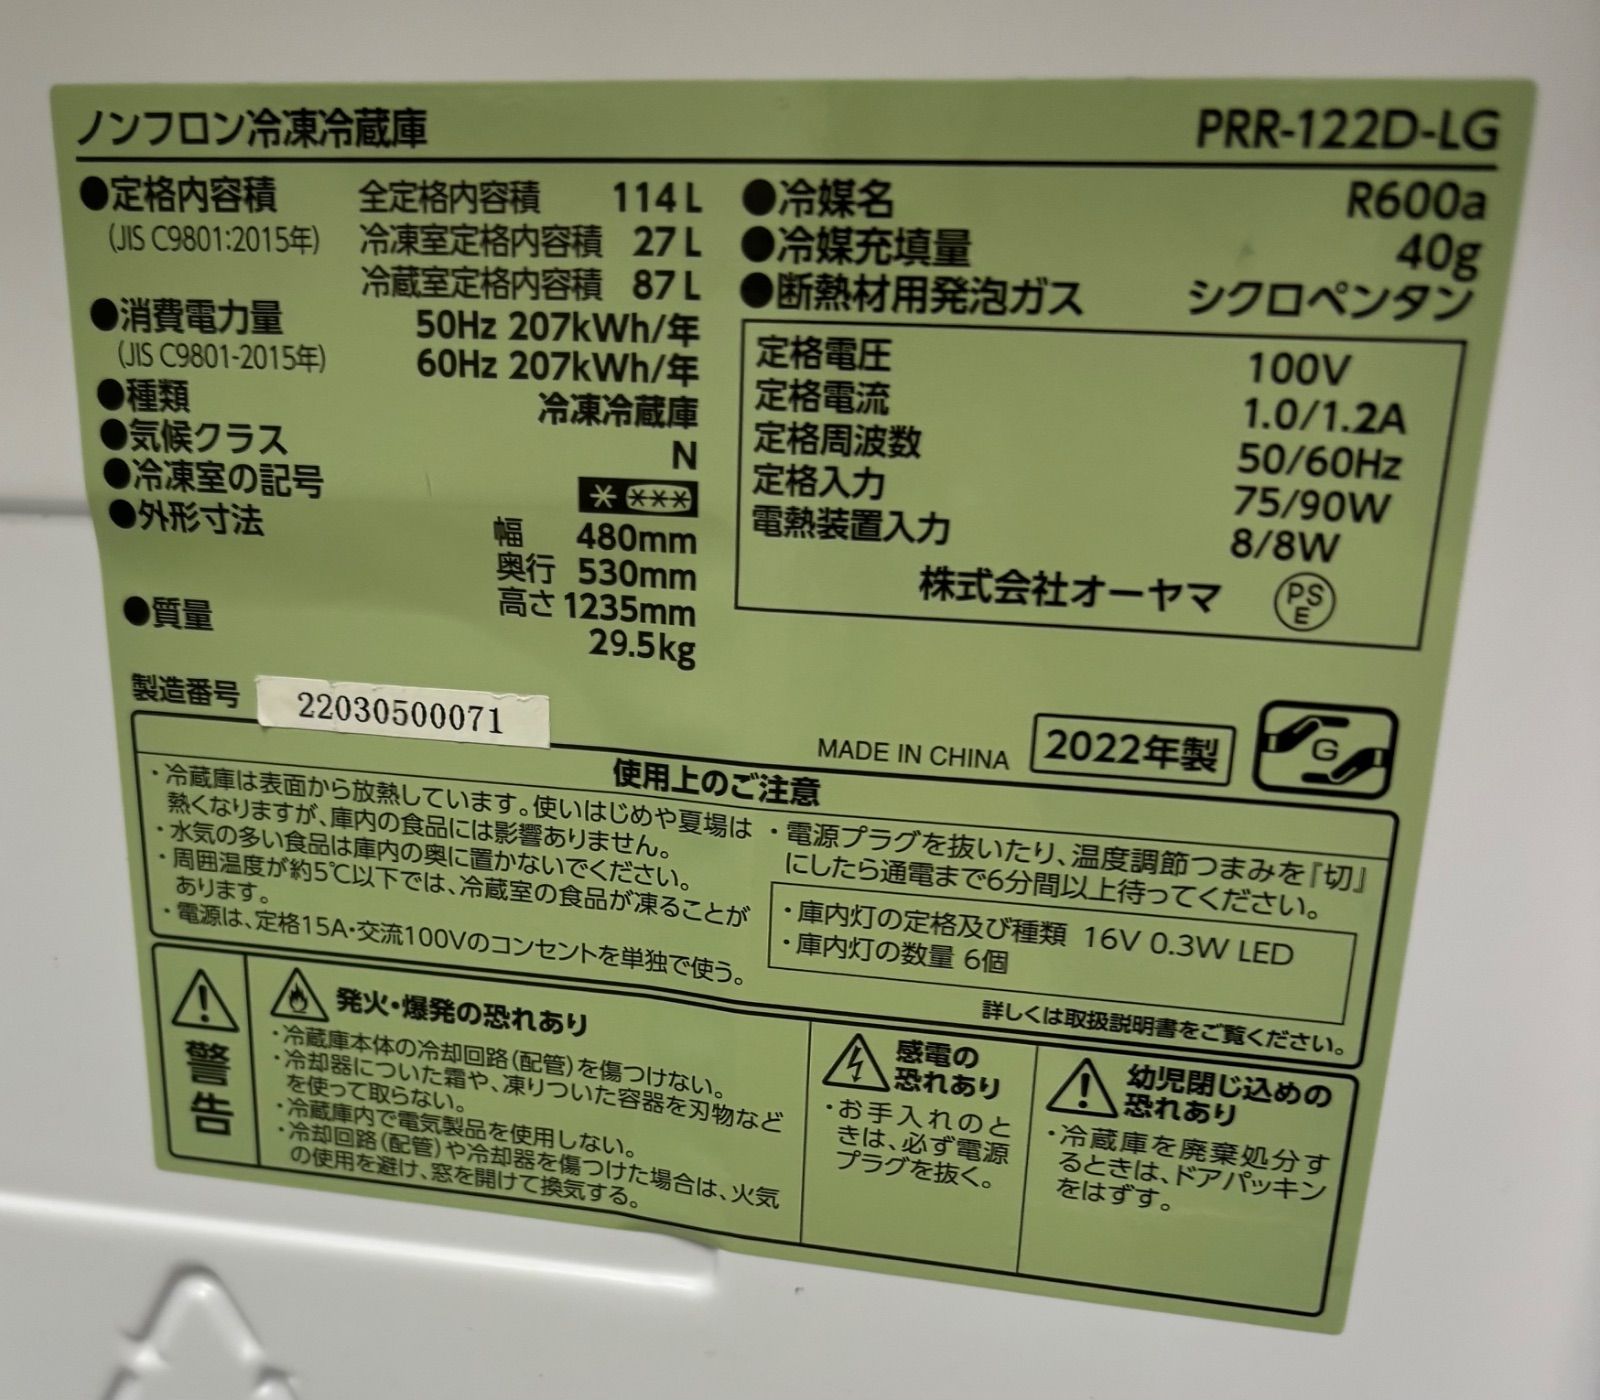 ノンフロン冷凍冷蔵庫 PRR-122D-LG
●定格内容積 全定格内容積 114L
(JIS C9801:2015年) 冷凍室定格内容積 27L
冷蔵室定格内容積 87L
●消費電力量 50Hz 207kWh/年
(JIS C9801-2015年) 60Hz 207kWh/年
●種類 冷凍冷蔵庫
●気候クラス N
●冷凍室の記号 * ***
●外形寸法 幅 480mm
奥行 530mm
高さ 1235mm
●質量 29.5kg
●冷媒名 R600a
●冷媒充填量 40g
●断熱材用発泡ガス シクロペンタン
定格電圧 100V
定格電流 1.0/1.2A
定格周波数 50/60Hz
定格入力 75/90W
電熱装置入力 8/8W
株式会社オーヤマ PSE
製造番号 22030500071
MADE IN CHINA 2022年製 G
使用上のご注意
・冷蔵庫は表面から放熱しています。使いはじめや夏場は
熱くなりますが、庫内の食品には影響ありません。
・水気の多い食品は庫内の奥に置かないでください。
・周囲温度が約5℃以下では、冷蔵室の食品が凍ることが
あります。
・電源は、定格15A・交流100Vのコンセントを単独で使う。
・電源プラグを抜いたり、温度調節つまみを『切』
にしたら通電まで6分間以上待ってください。
・庫内灯の定格及び種類 16V 0.3W LED
・庫内灯の数量 6個
詳しくは取扱説明書をご覧ください。
警告
発火・爆発の恐れあり
・冷蔵庫本体の冷却回路(配管)を傷つけない。
・冷却器についた霜や、凍りついた容器を刃物など
を使って取らない。
・冷蔵庫内で電気製品を使用しない。
・冷却回路(配管)や冷却器を傷つけた場合は、火気
の使用を避け、窓を開けて換気する。
感電の
恐れあり
・お手入れのと
きは、必ず電源
プラグを抜く。
幼児閉じ込めの
恐れあり
・冷蔵庫を廃棄処分す
るときは、ドアパッキン
をはずす。